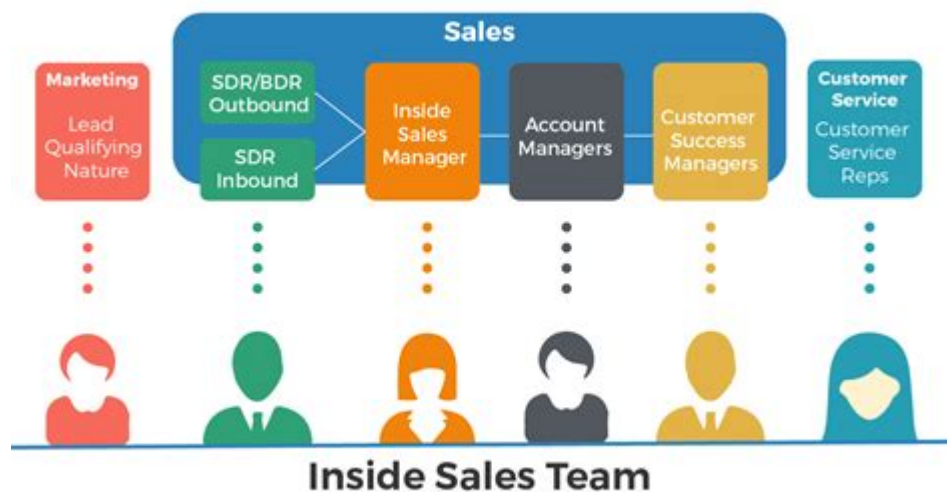 Sales
Marketing
Lead
Qualifying
Nature
SDR/BDR
Outbound
SDR
Inbound
Inside
Sales
Manager
Account
Managers
Customer
Success
Managers
Customer
Service
Customer
Service
Reps
Inside Sales Team